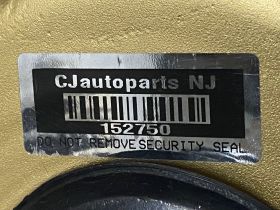 CJautoparts NJ
152750
DO NOT REMOVE SECURITY SEAL